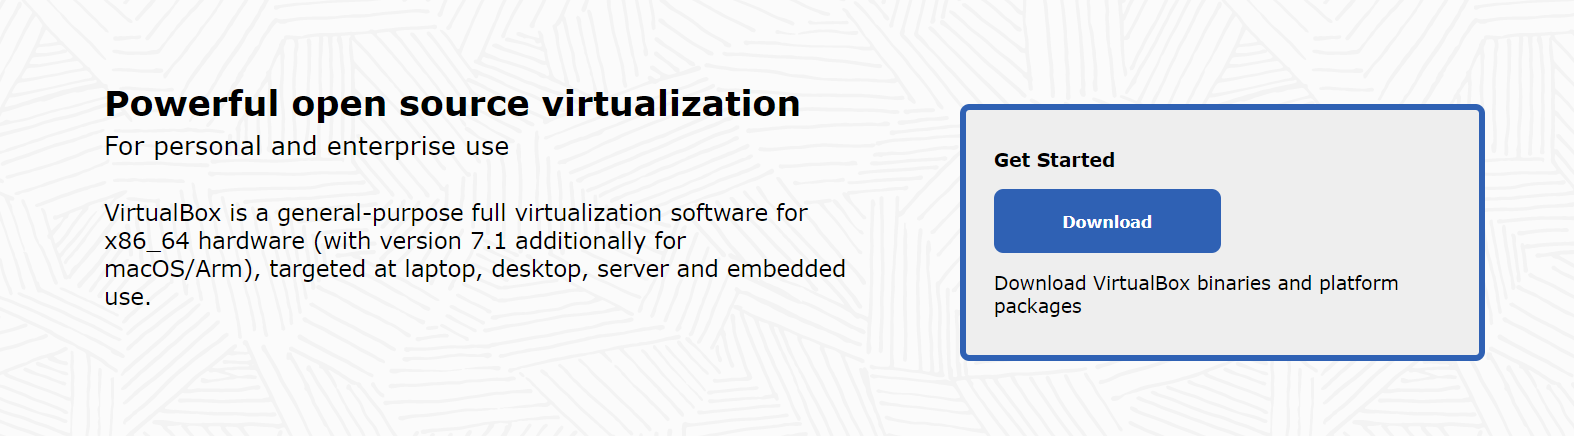 Powerful open source virtualization
For personal and enterprise use
VirtualBox is a general-purpose full virtualization software for
x86_64 hardware (with version 7.1 additionally for
macOS/Arm), targeted at laptop, desktop, server and embedded
use.
Get Started
Download
Download VirtualBox binaries and platform
packages